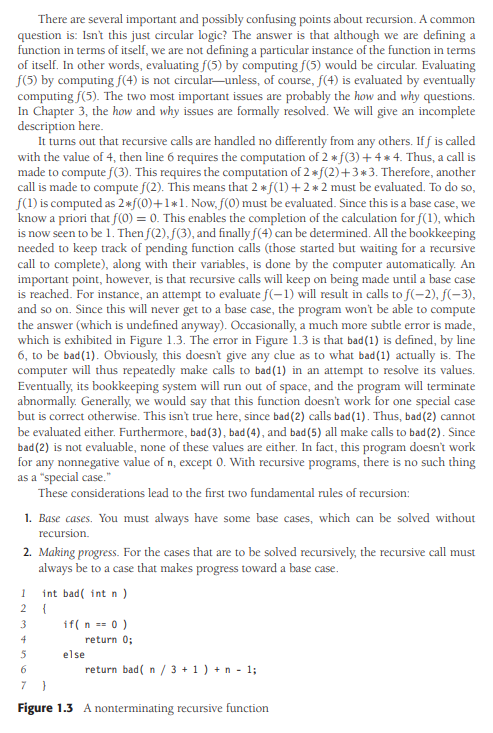 There are several important and possibly confusing points about recursion. A common
question is: Isn't this just circular logic? The answer is that although we are defining a
function in terms of itself, we are not defining a particular instance of the function in terms
of itself. In other words, evaluating f(5) by computing f(5) would be circular. Evaluating
f(5) by computing f(4) is not circular—unless, of course, f(4) is evaluated by eventually
computing f(5). The two most important issues are probably the how and why questions.
In Chapter 3, the how and why issues are formally resolved. We will give an incomplete
description here.
It turns out that recursive calls are handled no differently from any others. If f is called
with the value of 4, then line 6 requires the computation of 2 ∗ f(3) + 4 ∗ 4. Thus, a call is
made to compute f(3). This requires the computation of 2 ∗ f(2) + 3 ∗ 3. Therefore, another
call is made to compute f(2). This means that 2 ∗ f(1) + 2 ∗ 2 must be evaluated. To do so,
f(1) is computed as 2∗f(0)+1∗1. Now, f(0) must be evaluated. Since this is a base case, we
know a priori that f(0) = 0. This enables the completion of the calculation for f(1), which
is now seen to be 1. Then f(2), f(3), and finally f(4) can be determined. All the bookkeeping
needed to keep track of pending function calls (those started but waiting for a recursive
call to complete), along with their variables, is done by the computer automatically. An
important point, however, is that recursive calls will keep on being made until a base case
is reached. For instance, an attempt to evaluate f(−1) will result in calls to f(−2), f(−3),
and so on. Since this will never get to a base case, the program won't be able to compute
the answer (which is undefined anyway). Occasionally, a much more subtle error is made,
which is exhibited in Figure 1.3. The error in Figure 1.3 is that bad(1) is defined, by line
6, to be bad(1). Obviously, this doesn't give any clue as to what bad(1) actually is. The
computer will thus repeatedly make calls to bad(1) in an attempt to resolve its values.
Eventually, its bookkeeping system will run out of space, and the program will terminate
abnormally. Generally, we would say that this function doesn't work for one special case
but is correct otherwise. This isn't true here, since bad(2) calls bad(1). Thus, bad(2) cannot
be evaluated either. Furthermore, bad(3), bad(4), and bad(5) all make calls to bad(2). Since
bad(2) is not evaluable, none of these values are either. In fact, this program doesn't work
for any nonnegative value of n, except 0. With recursive programs, there is no such thing
as a "special case."
These considerations lead to the first two fundamental rules of recursion:
1. Base cases. You must always have some base cases, which can be solved without
recursion.
2. Making progress. For the cases that are to be solved recursively, the recursive call must
always be to a case that makes progress toward a base case.
1 int bad( int n )
2 {
3 if( n == 0 )
4 return 0;
5 else
6 return bad( n / 3 + 1 ) + n - 1;
7 }
Figure 1.3 A nonterminating recursive function